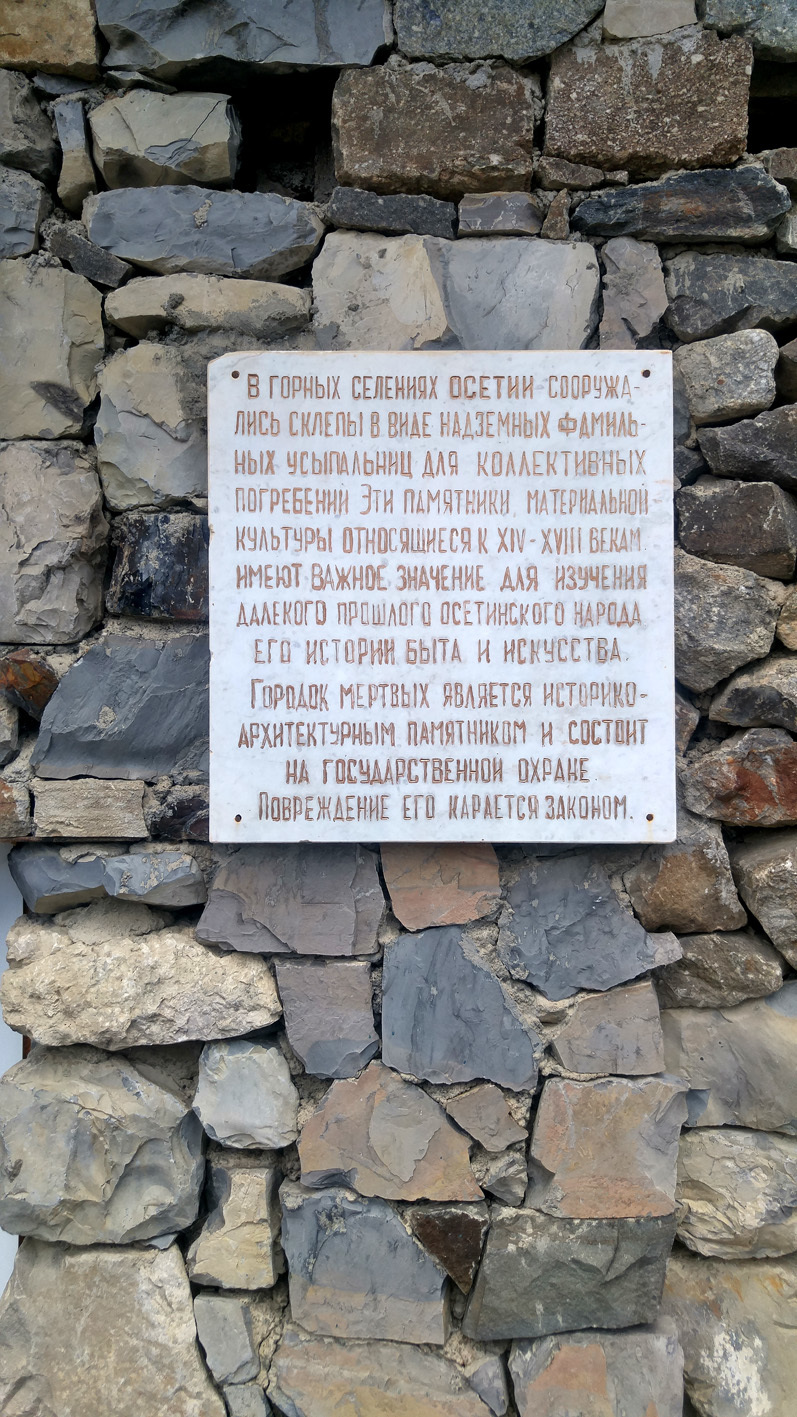 В ГОРНЫХ СЕЛЕНИЯХ ОСЕТИИ СООРУЖА-
ЛИСЬ СКЛЕПЫ В ВИДЕ НАДЗЕМНЫХ ФАМИЛЬ-
НЫХ УСЫПАЛЬНИЦ ДЛЯ КОЛЛЕКТИВНЫХ
ПОГРЕБЕНИИ ЭТИ ПАМЯТНИКИ, МАТЕРИАЛЬНОЙ
КУЛЬТУРЫ ОТНОСЯЩИЕСЯ К XIV-XVIII ВЕКАМ.
ИМЕЮТ ВАЖНОЕ ЗНАЧЕНИЕ ДЛЯ ИЗУЧЕНИЯ
ДАЛЕКОГО ПРОШЛОГО ОСЕТИНСКОГО НАРОДА
ЕГО ИСТОРИИ, БЫТА И ИСКУССТВА.
ГОРОДОК МЕРТВЫХ ЯВЛЯЕТСЯ ИСТОРИКО-
АРХИТЕКТУРНЫМ ПАМЯТНИКОМ И СОСТОИТ
НА ГОСУДАРСТВЕННОЙ ОХРАНЕ.
ПОВРЕЖДЕНИЕ ЕГО КАРАЕТСЯ ЗАКОНОМ.